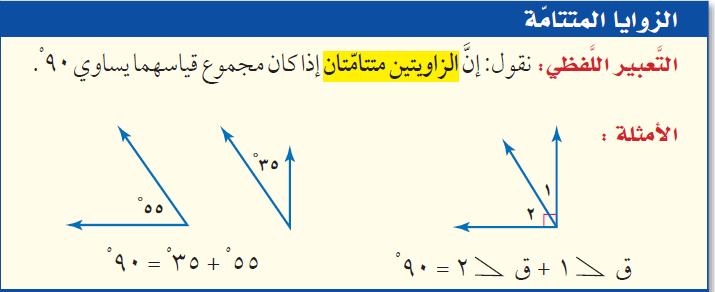 الزوايا المتتامّة
التَّعبير اللَّفظي: نقول: إنَّ الزاويتين متتامّتان إذا كان مجموع قياسهما يساوي ٩٠°.
الأمثلة :
١
٢
ق ∠ ١ + ق ∠ ٢ = ٩٠°
٣٥°
٥٥°
٥٥° + ٣٥° = ٩٠°